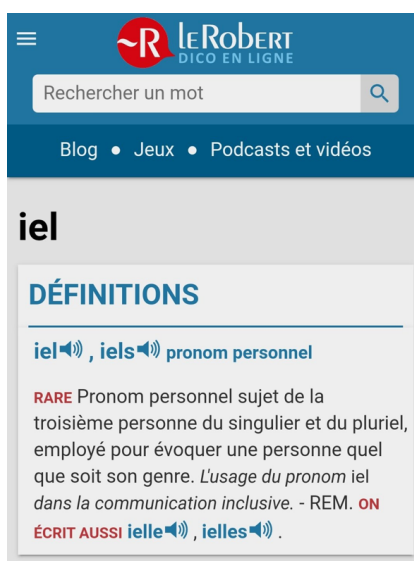 ~R LE ROBERT
DICO EN LIGNE
Rechercher un mot
Blog ● Jeux ● Podcasts et vidéos
iel
DÉFINITIONS
iel , iels pronom personnel
RARE Pronom personnel sujet de la
troisième personne du singulier et du pluriel,
employé pour évoquer une personne quel
que soit son genre. L'usage du pronom iel
dans la communication inclusive. - REM. ON
ÉCRIT AUSSI ielle , ielles .